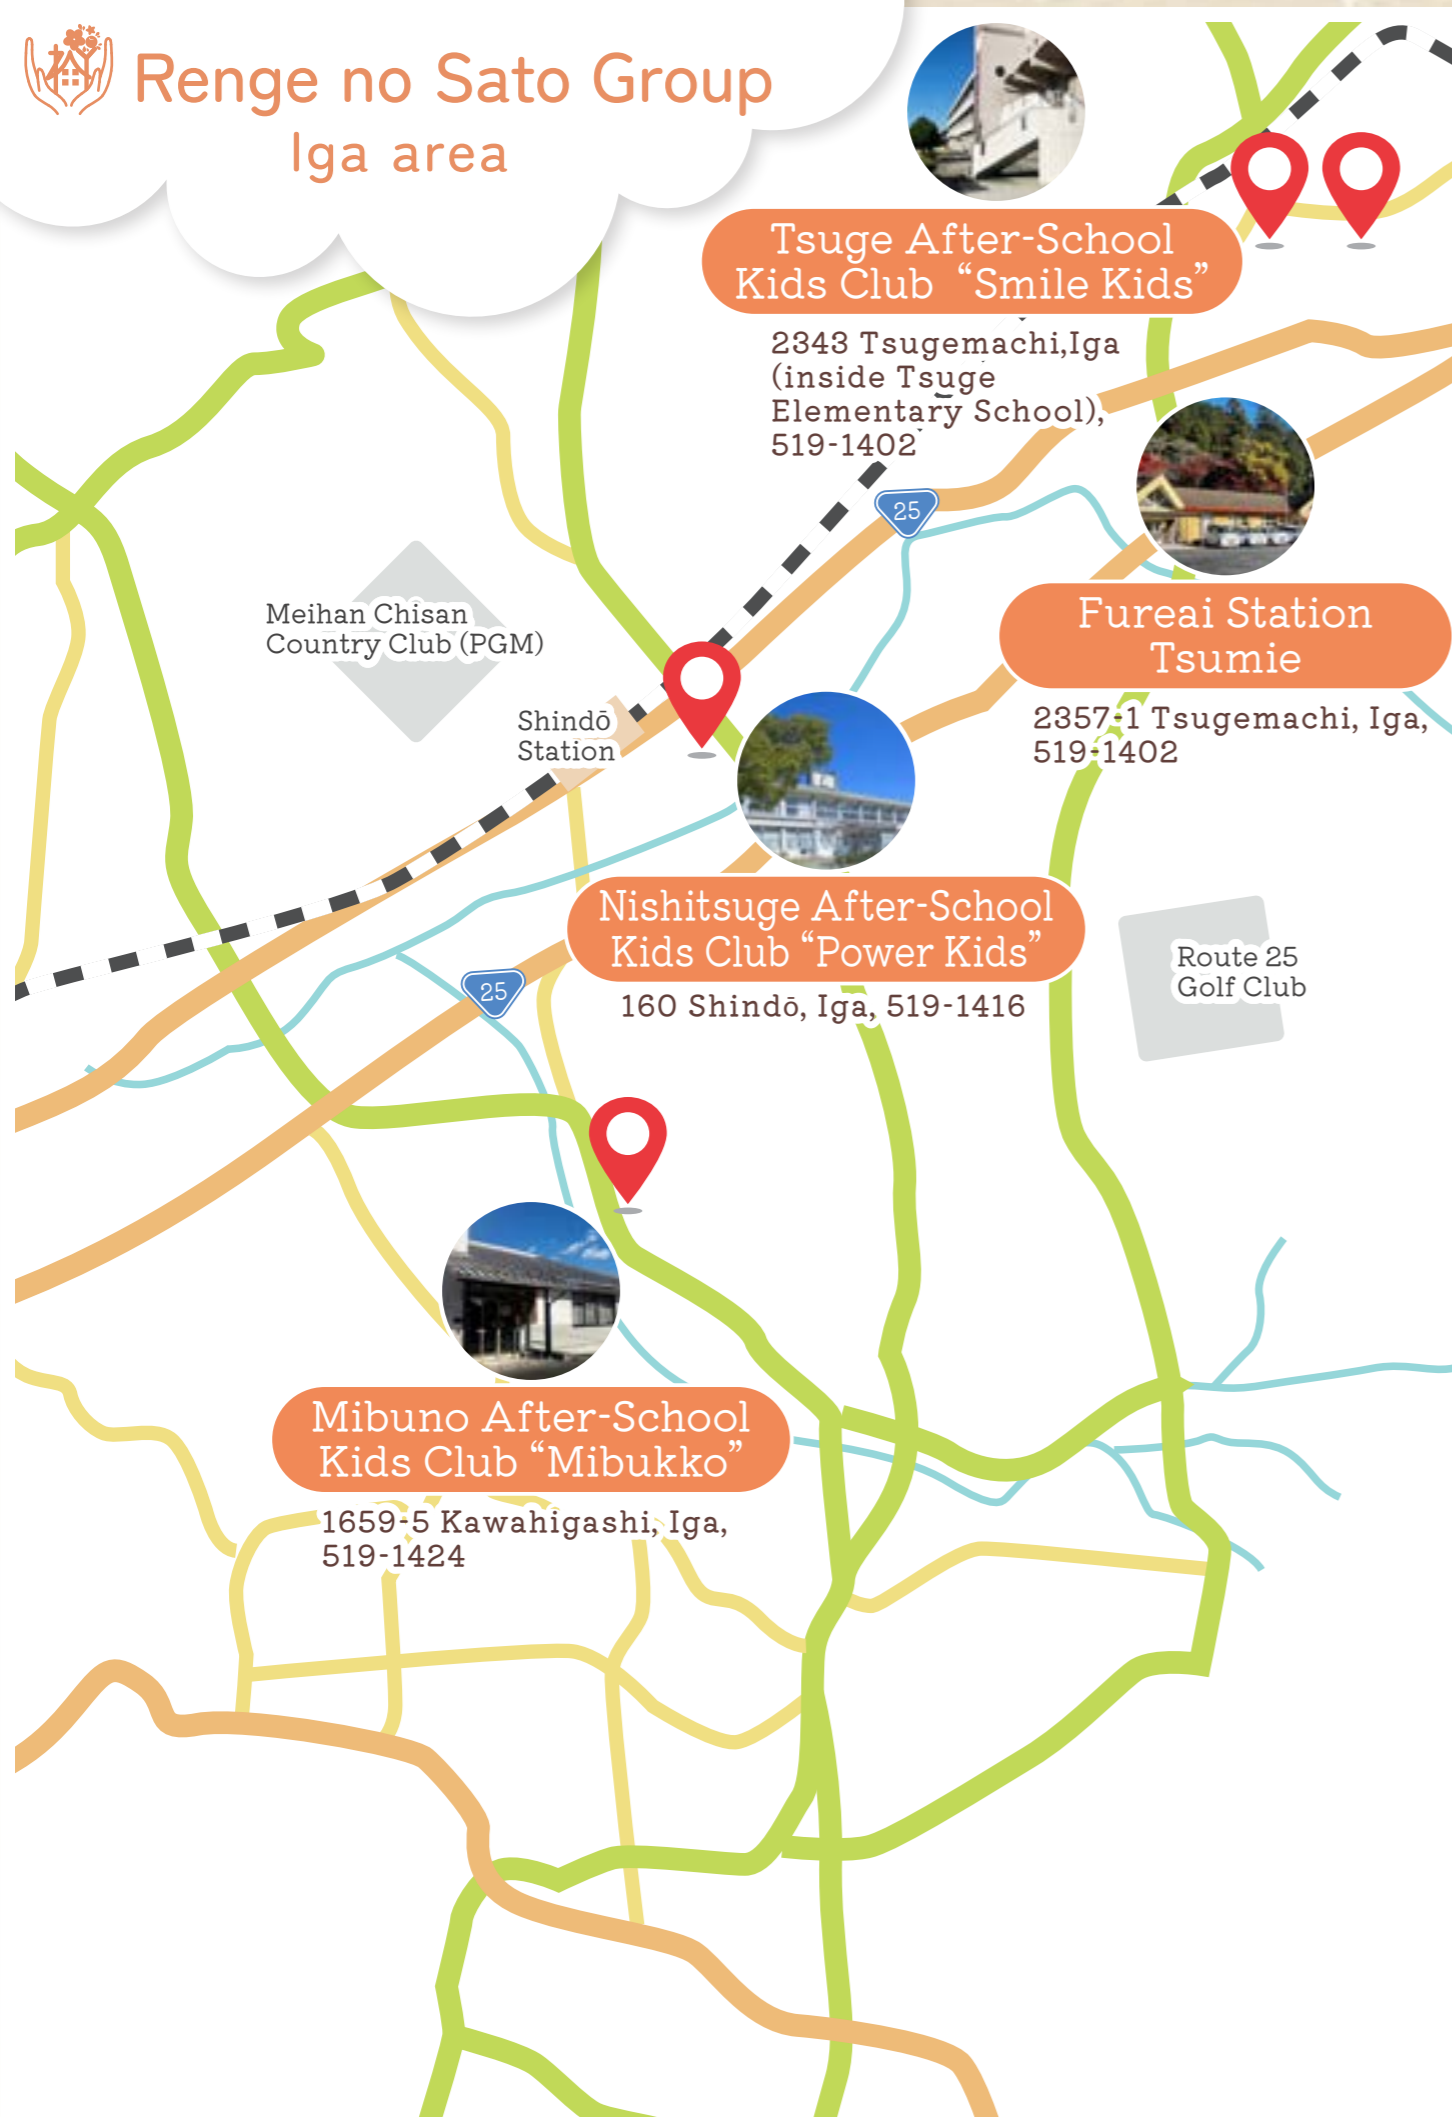 Renge no Sato Group
Iga area
Tsuge After-School
Kids Club “Smile Kids”
2343 Tsugemachi,Iga
(inside Tsuge
Elementary School),
519-1402
25
Fureai Station
Tsumie
2357-1 Tsugemachi, Iga,
519-1402
Meihan Chisan
Country Club (PGM)
Shindō
Station
Nishitsuge After-School
Kids Club “Power Kids”
160 Shindō, Iga, 519-1416
Route 25
Golf Club
25
Mibuno After-School
Kids Club “Mibukko”
1659-5 Kawahigashi, Iga,
519-1424